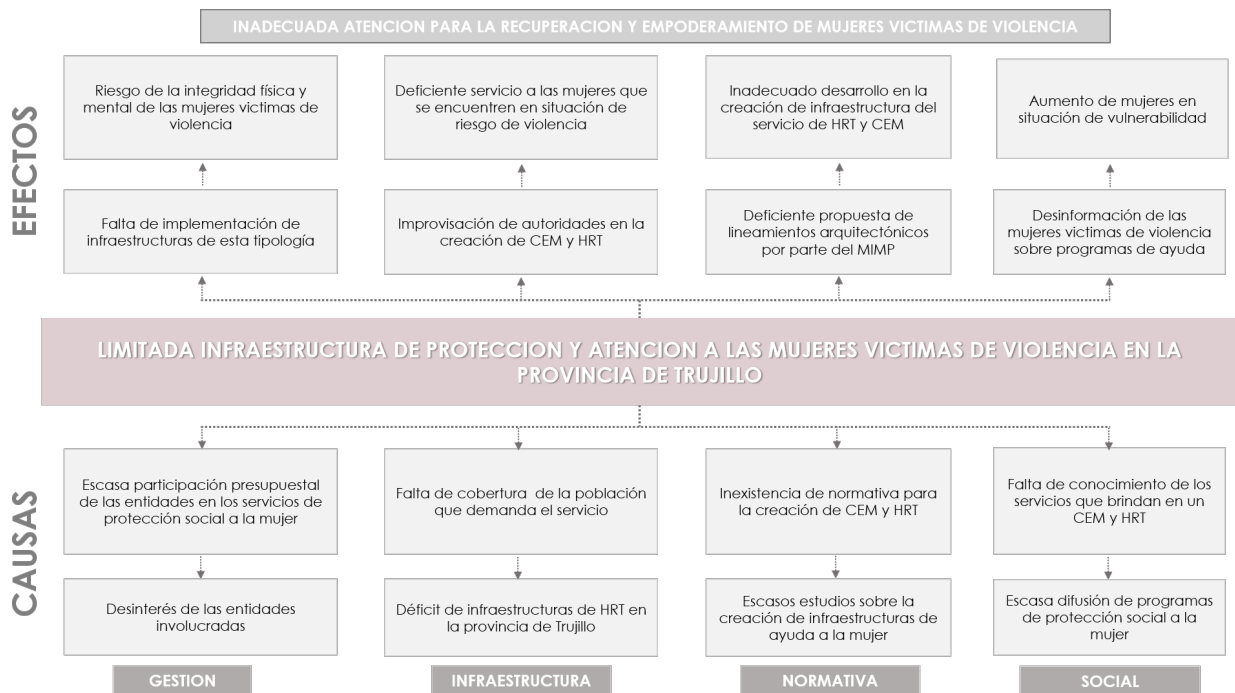 INADECUADA ATENCION PARA LA RECUPERACION Y EMPODERAMIENTO DE MUJERES VICTIMAS DE VIOLENCIA
EFECTOS
Riesgo de la integridad física y
mental de las mujeres victimas de
violencia
Deficiente servicio a las mujeres que
se encuentren en situación de
riesgo de violencia
Inadecuado desarrollo en la
creación de infraestructura del
servicio de HRT y CEM
Aumento de mujeres en
situación de vulnerabilidad
Falta de implementación de
infraestructuras de esta tipología
Improvisación de autoridades en la
creación de CEM y HRT
Deficiente propuesta de
lineamientos arquitectónicos
por parte del MIMP
Desinformación de las
mujeres victimas de violencia
sobre programas de ayuda
LIMITADA INFRAESTRUCTURA DE PROTECCION Y ATENCION A LAS MUJERES VICTIMAS DE VIOLENCIA EN LA
PROVINCIA DE TRUJILLO
CAUSAS
Escasa participación presupuestal
de las entidades en los servicios de
protección social a la mujer
Falta de cobertura de la población
que demanda el servicio
Inexistencia de normativa para
la creación de CEM y HRT
Falta de conocimiento de los
servicios que brindan en un
CEM y HRT
Desinterés de las entidades
involucradas
Déficit de infraestructuras de HRT en
la provincia de Trujillo
Escasos estudios sobre la
creación de infraestructuras de
ayuda a la mujer
Escasa difusión de programas
de protección social a la
mujer
GESTION
INFRAESTRUCTURA
NORMATIVA
SOCIAL